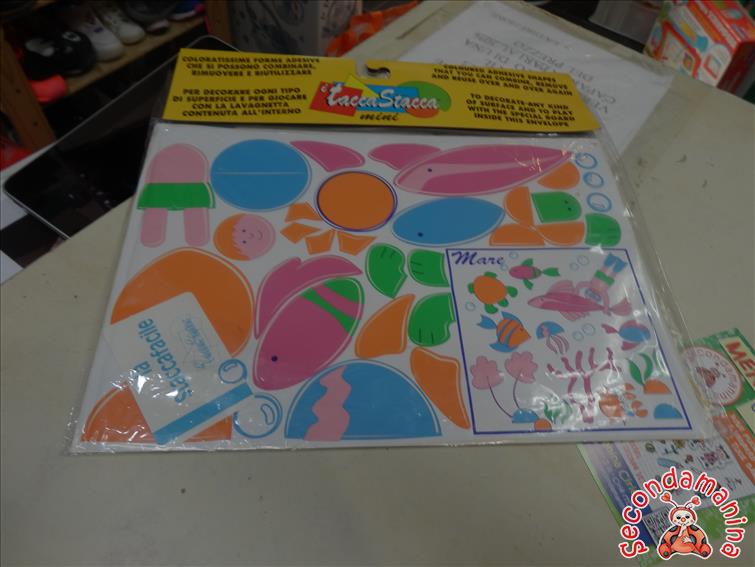 COLORATISSIME FORME ADESIVE
CHE SI POSSONO COMBINARE,
RIMUOVERE E RIUTILIZZARE
PER DECORARE OGNI TIPO
DI SUPERFICIE E PER GIOCARE
CON LA LAVAGNETTA
CONTENUTA ALL'INTERNO
i taccaStacca
mini
COLOURED ADHESIVE SHAPES
THAT YOU CAN COMBINE, REMOVE
AND REUSE OVER AND OVER AGAIN
TO DECORATE ANY KIND
OF SURFACE AND TO PLAY
WITH THE SPECIAL BOARD
INSIDE THIS ENVELOPE
Mare
la
staccafacile
SECONDAMANINA
secondamanina